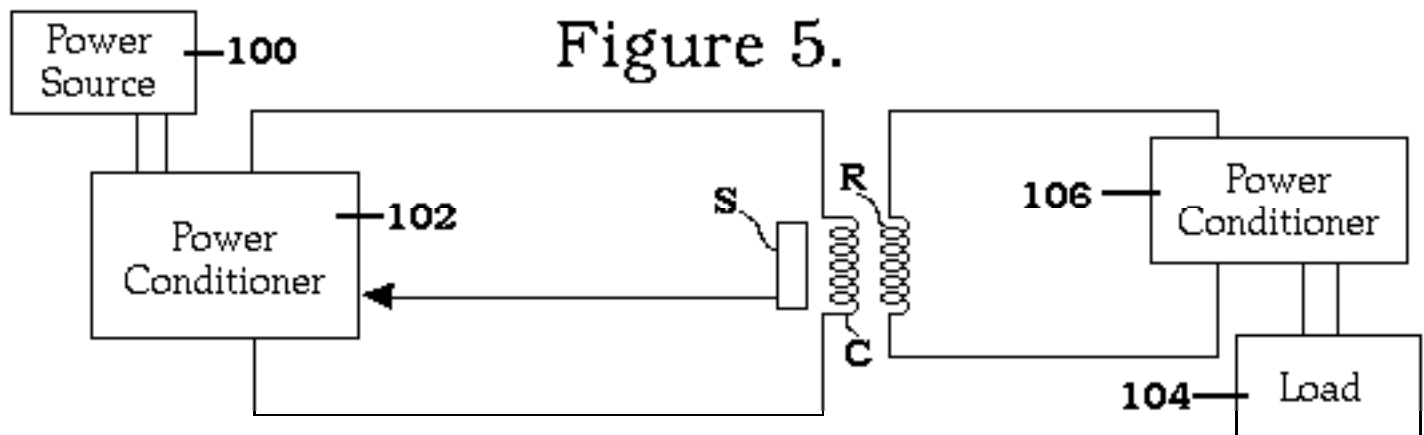 Figure 5.
Power
Source
100
Power
Conditioner
102
S
C
R
106
Power
Conditioner
104
Load